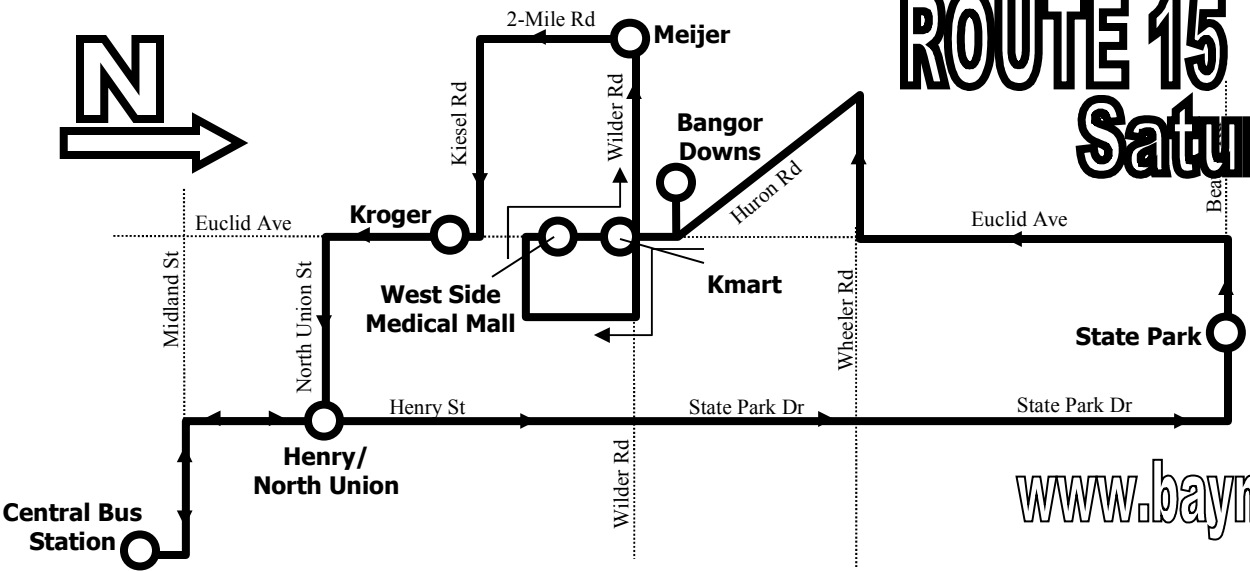 N
ROUTE 15
2-Mile Rd
Meijer
Kiesel Rd
Wilder Rd
Bangor
Downs
Huron Rd
Euclid Ave
Kroger
Euclid Ave
Midland St
North Union St
West Side
Medical Mall
Kmart
Wheeler Rd
State Park
Henry St
State Park Dr
State Park Dr
Henry/
North Union
Wilder Rd
Central Bus
Station